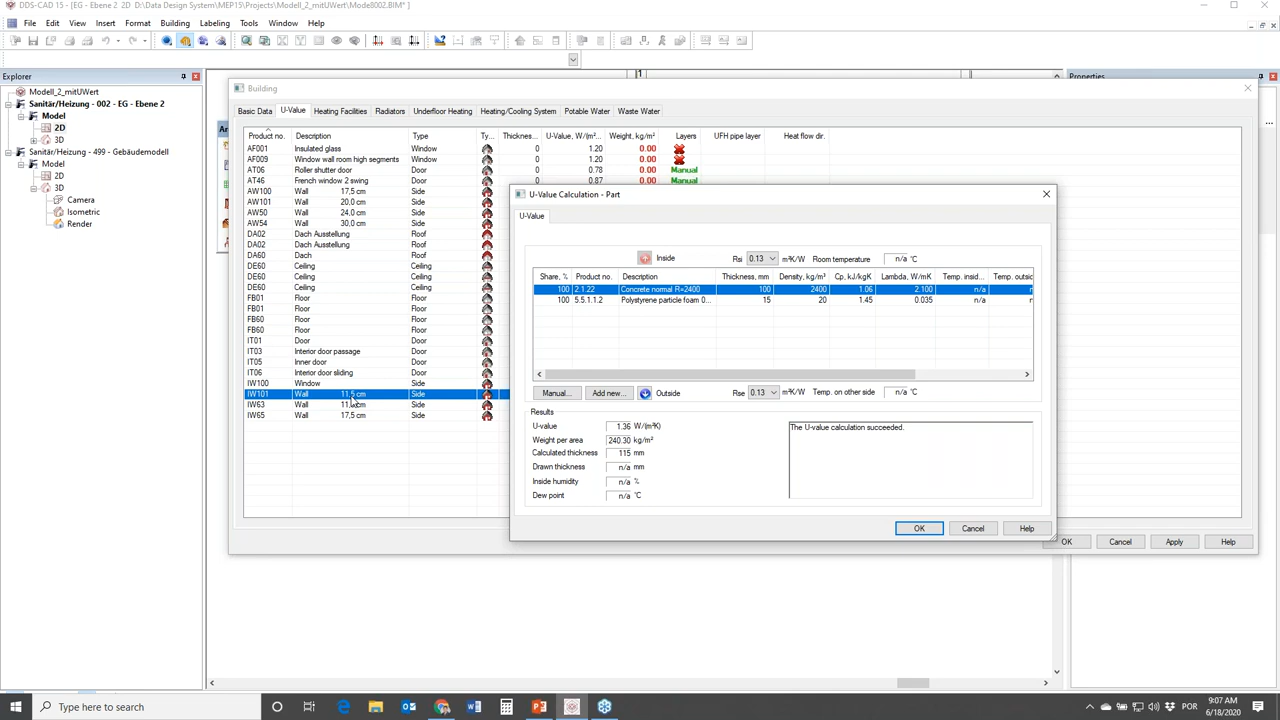 DDS-CAD 15 - [EG - Ebene 2  2D  D:\Data Design System\MEP15\Projects\Modell_2_mitUWert\Mode8002.BIM* ]
File Edit View Insert Format Building Labeling Tools Window Help
Explorer
Properties
Modell_2_mitUWert
Sanitär/Heizung - 002 - EG - Ebene 2
Model
2D
3D
Sanitär/Heizung - 499 - Gebäudemodell
Model
2D
3D
Camera
Isometric
Render
Building
Basic Data U-Value Heating Facilities Radiators Underfloor Heating Heating/Cooling System Potable Water Waste Water
Product no. Description Type Ty... Thickness... U-Value, W/(m²... Weight, kg/m² Layers UFH pipe layer Heat flow dir.
AF001 Insulated glass Window 0 1.20 0.00
AF009 Window wall room high segments Window 0 1.20 0.00
AT06 Roller shutter door Door 0 0.78 0.00 Manual
AT46 French window 2 swing Door 0 0.87 0.00 Manual
AW100 Wall 17,5 cm Side
AW101 Wall 20.0 cm Side
AW50 Wall 24,0 cm Side
AW54 Wall 30,0 cm Side
DA02 Dach Ausstellung Roof
DA02 Dach Ausstellung Roof
DA60 Dach Roof
DE60 Ceiling Ceiling
DE60 Ceiling Ceiling
DE60 Ceiling Ceiling
FB01 Floor Floor
FB01 Floor Floor
FB60 Floor Floor
FB60 Floor Floor
IT01 Door Door
IT03 Interior door passage Door
IT05 Inner door Door
IT06 Interior door sliding Door
IW100 Window Side
IW101 Wall 11,5 cm Side
IW63 Wall cm Side
IW65 Wall 17,5 cm Side
OK Cancel Apply Help
U-Value Calculation - Part
U-Value
Inside Rsi 0.13 m²K/W Room temperature n/a °C
Share, % Product no. Description Thickness, mm Density, kg/m³ Cp, kJ/kgK Lambda, W/mK Temp. insid... Temp. outsid
100 2.1.22 Concrete normal R=2400 100 2400 1.06 2.100 n/a n
100 5.5.1.1.2 Polystyrene particle foam 0... 15 20 1.45 0.035 n/a n
Manual... Add new... Outside Rse 0.13 m²K/W Temp. on other side n/a °C
Results
U-value 1,36 W/(m²K)
Weight per area 240.30 kg/m²
Calculated thickness 115 mm
Drawn thickness n/a mm
Inside humidity n/a %
Dew point n/a °C
The U-value calculation succeeded.
OK Cancel Help
Type here to search
POR
9:07 AM
6/18/2020